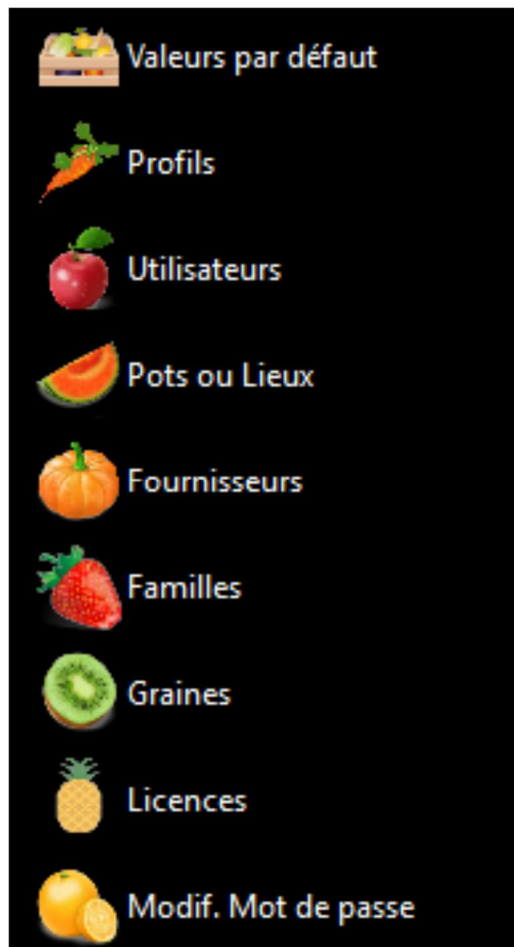 Valeurs par défaut
Profils
Utilisateurs
Pots ou Lieux
Fournisseurs
Familles
Graines
Licences
Modif. Mot de passe